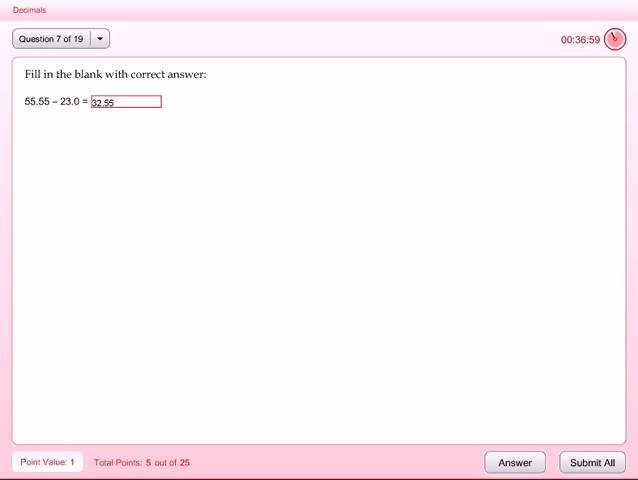 Decimals
Question 7 of 19
00:36:59
Fill in the blank with correct answer:
55.55 – 23.0 = 32.55
Point Value: 1
Total Points: 5 out of 25
Answer
Submit All